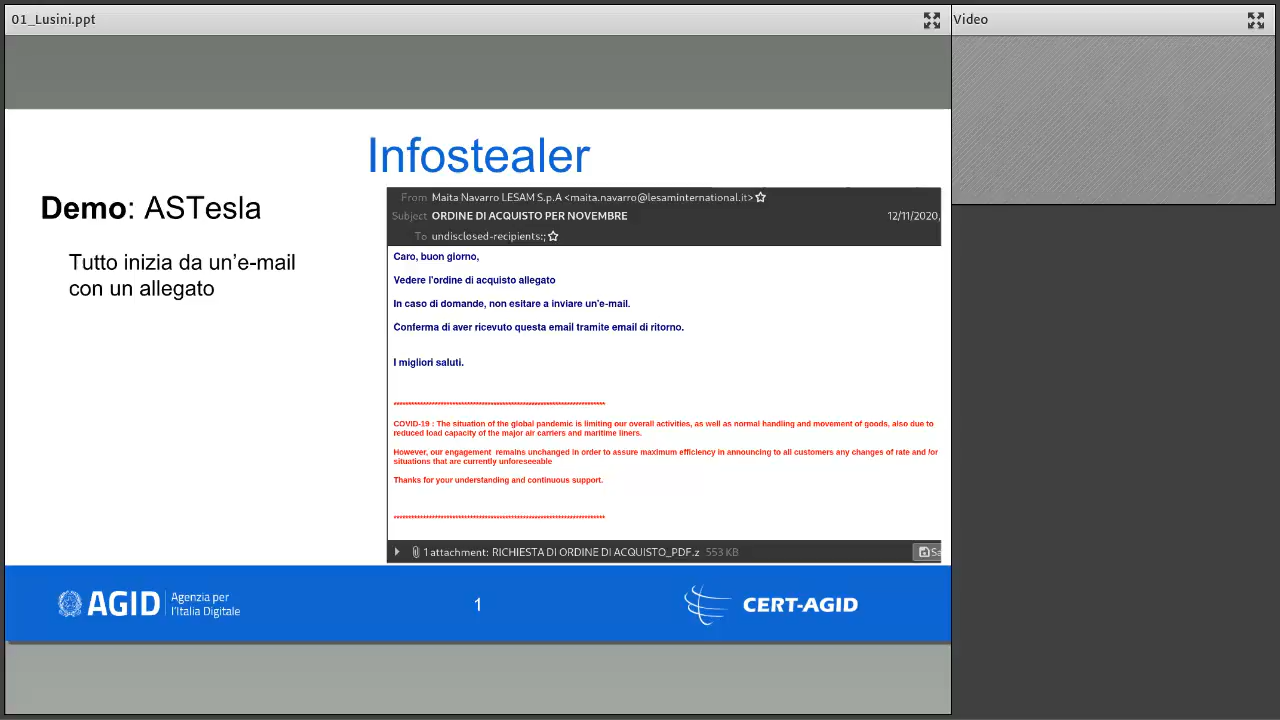 01_Lusini.ppt
Video
Infostealer
Demo: ASTesla
Tutto inizia da un'e-mail
con un allegato
From Maita Navarro LESAM S.p.A <maita.navarro@lesaminternational.it>
Subject ORDINE DI ACQUISTO PER NOVEMBRE 12/11/2020,
To undisclosed-recipients:;
Caro, buon giorno,
Vedere l'ordine di acquisto allegato
In caso di domande, non esitare a inviare un'e-mail.
Conferma di aver ricevuto questa email tramite email di ritorno.
I migliori saluti.
COVID-19 : The situation of the global pandemic is limiting our overall activities, as well as normal handling and movement of goods, also due to
reduced load capacity of the major air carriers and maritime liners.
However, our engagement remains unchanged in order to assure maximum efficiency in announcing to all customers any changes of rate and /or
situations that are currently unforeseeable
Thanks for your understanding and continuous support.
1 attachment: RICHIESTA DI ORDINE DI ACQUISTO_PDF.z 553 KB
AGID Agenzia per
l'Italia Digitale
1
CERT-AGID